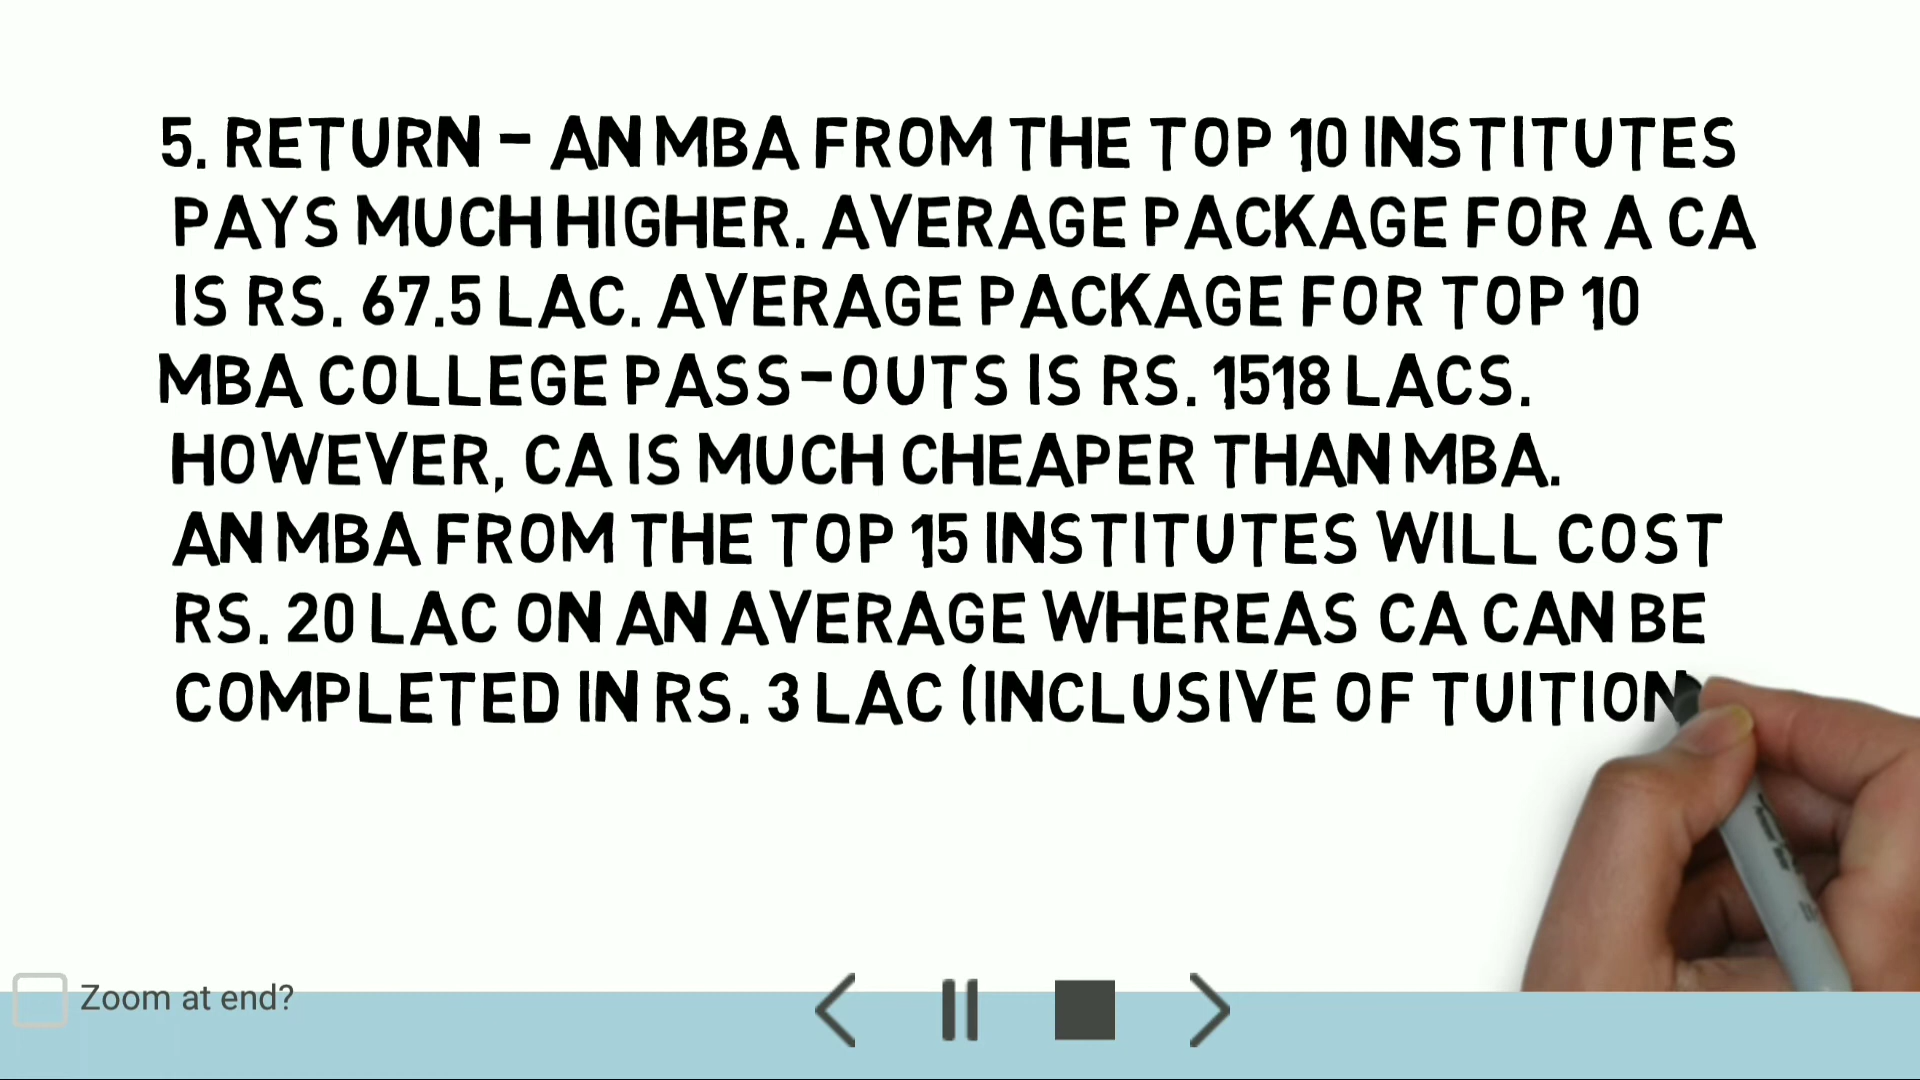 5. RETURN - AN MBA FROM THE TOP 10 INSTITUTES
PAYS MUCH HIGHER. AVERAGE PACKAGE FOR A CA
IS RS. 67.5 LAC. AVERAGE PACKAGE FOR TOP 10
MBA COLLEGE PASS-OUTS IS RS. 1518 LACS.
HOWEVER, CA IS MUCH CHEAPER THAN MBA.
AN MBA FROM THE TOP 15 INSTITUTES WILL COST
RS. 20 LAC ON AN AVERAGE WHEREAS CA CAN BE
COMPLETED IN RS. 3 LAC (INCLUSIVE OF TUITION
Zoom at end?